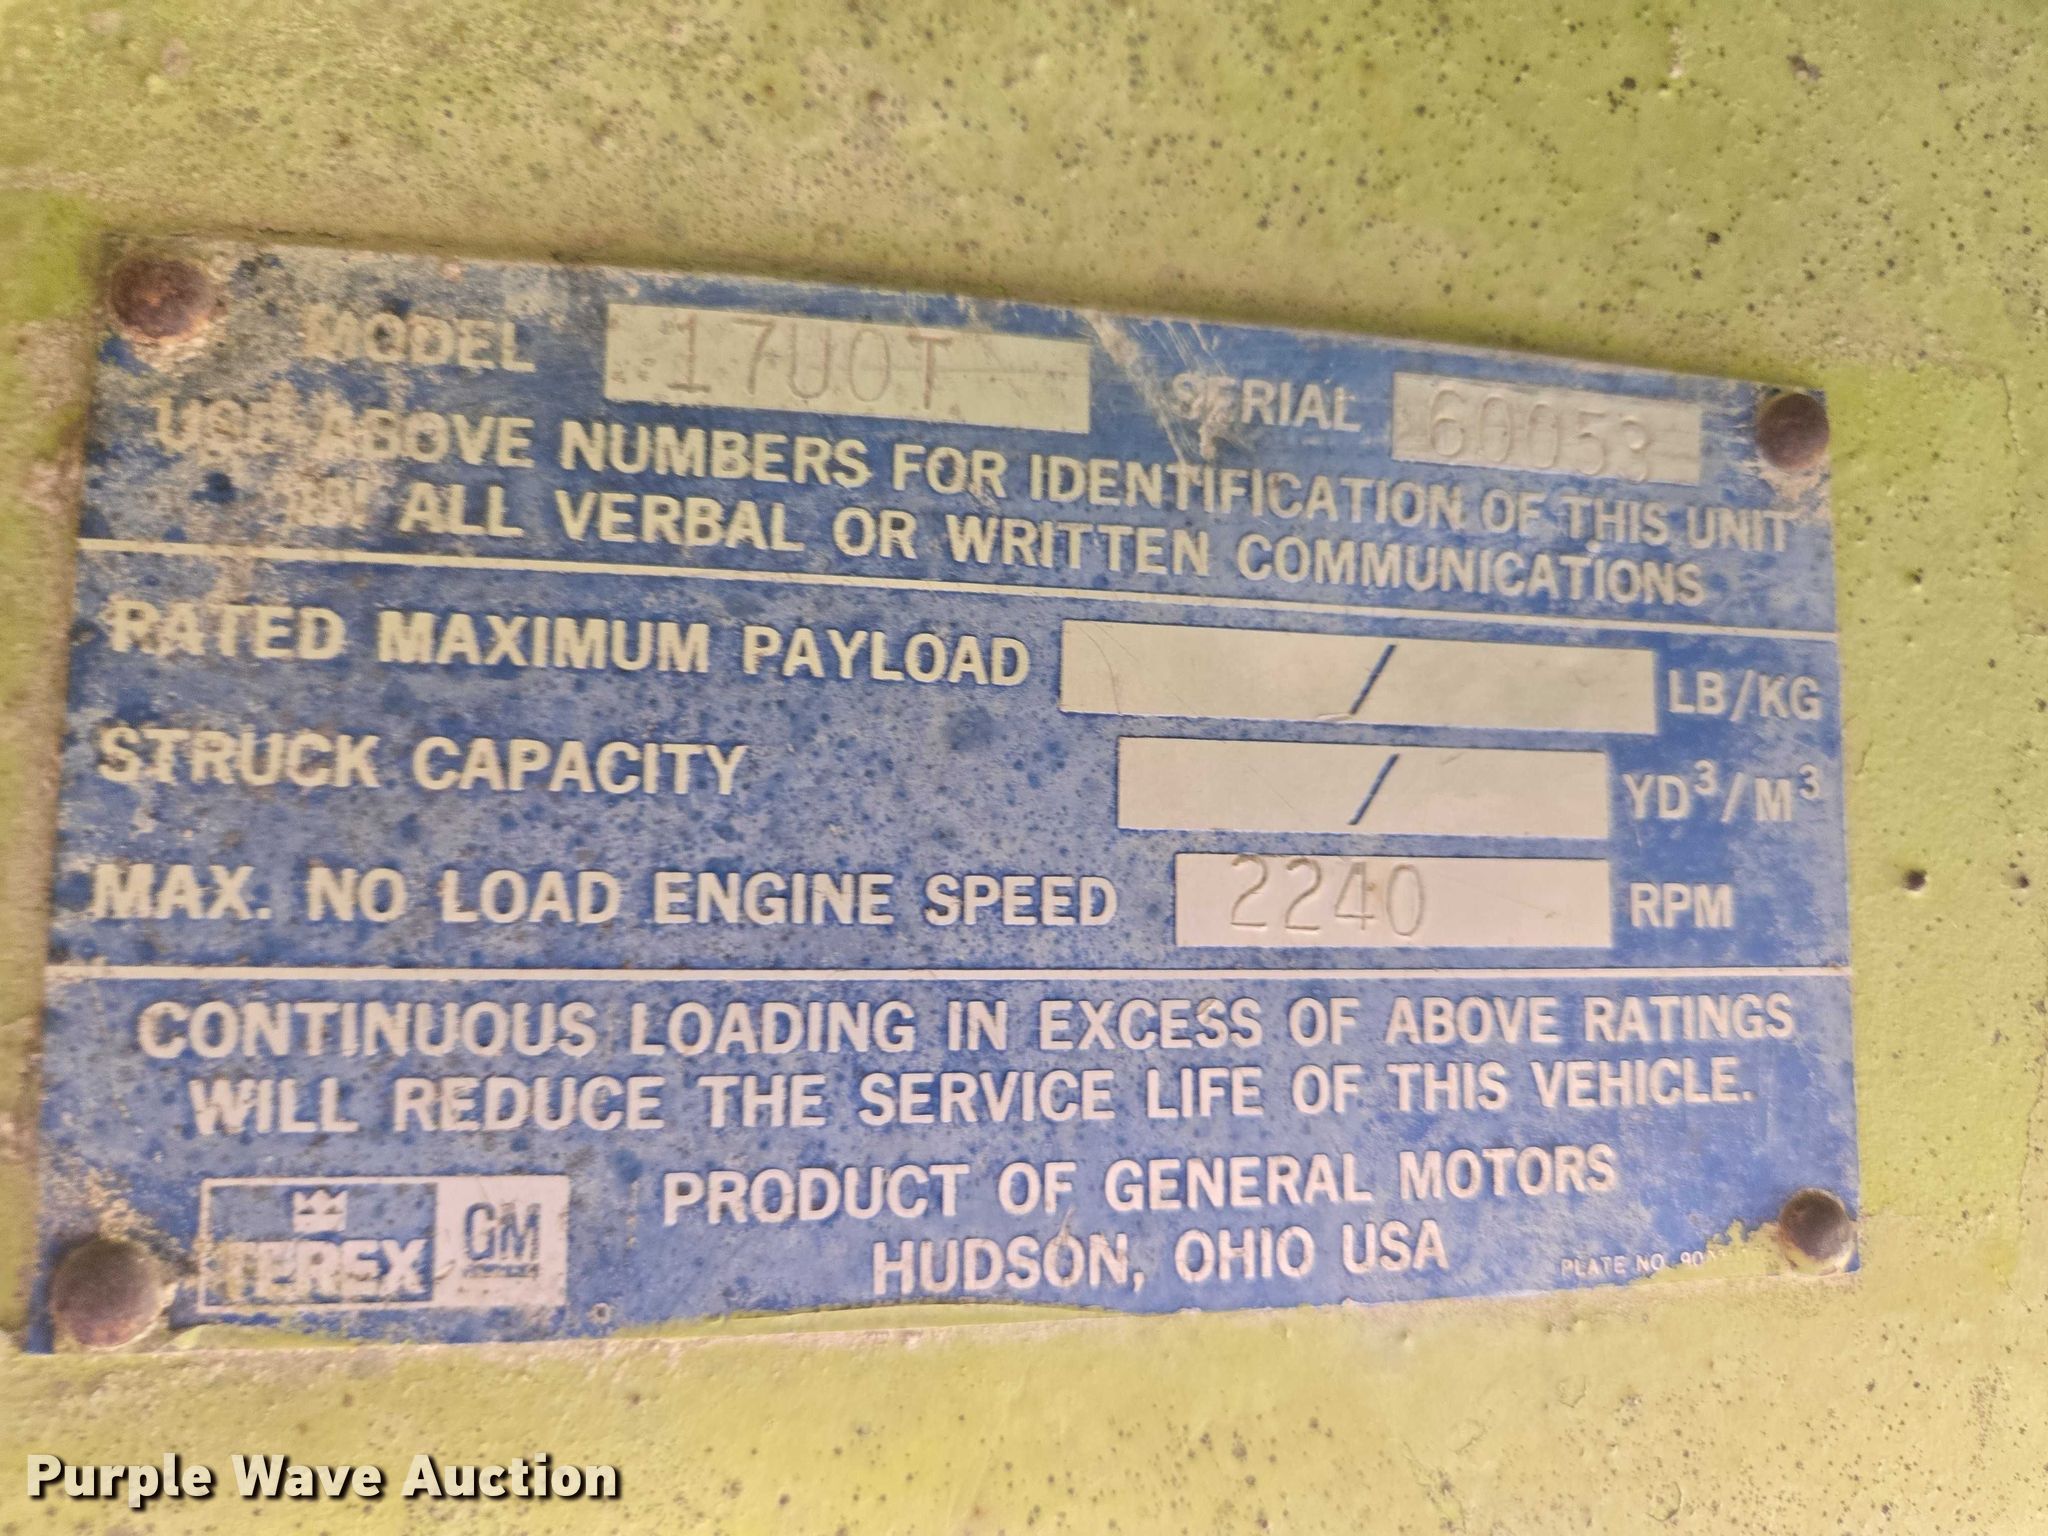 MODEL 17UOT SERIAL 60053
USE ABOVE NUMBERS FOR IDENTIFICATION OF THIS UNIT
IN ALL VERBAL OR WRITTEN COMMUNICATIONS
RATED MAXIMUM PAYLOAD / LB/KG
STRUCK CAPACITY / YD³/M³
MAX. NO LOAD ENGINE SPEED 2240 RPM
CONTINUOUS LOADING IN EXCESS OF ABOVE RATINGS
WILL REDUCE THE SERVICE LIFE OF THIS VEHICLE.
TEREX GM
PRODUCT OF GENERAL MOTORS
HUDSON, OHIO USA
PLATE NO.
Purple Wave Auction